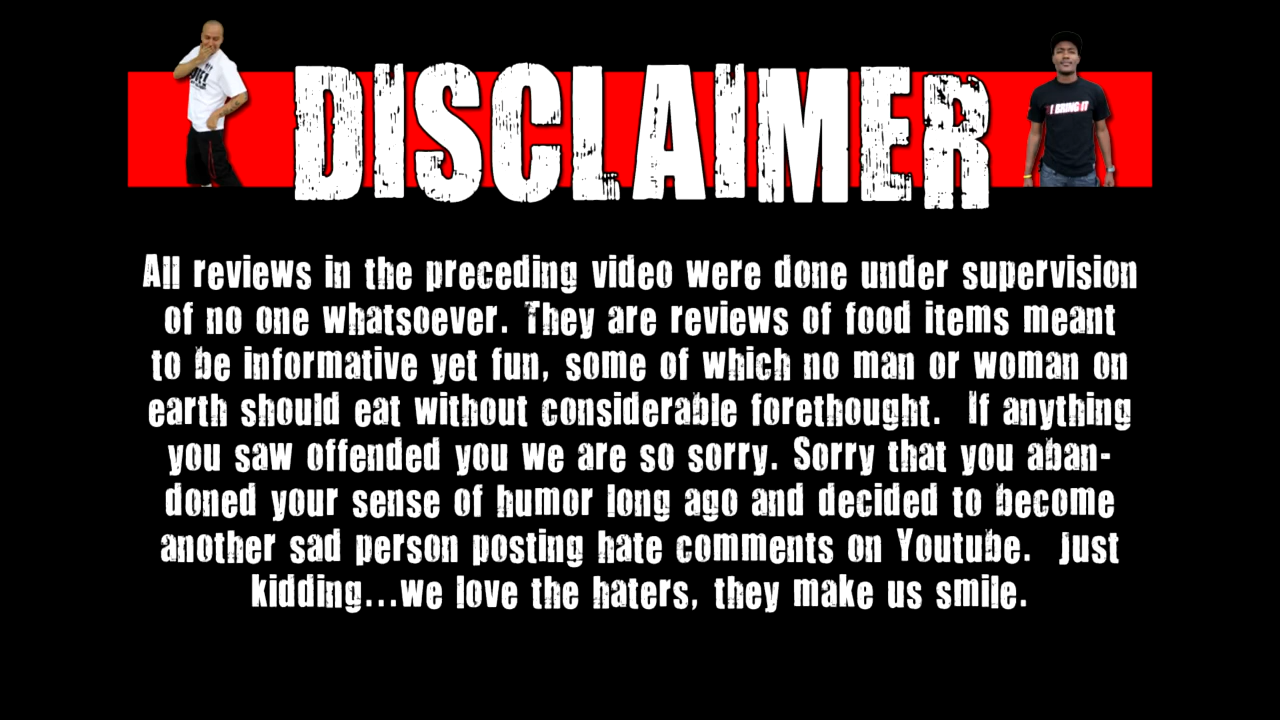 DISCLAIMER
I BRING IT
All reviews in the preceding video were done under supervision
of no one whatsoever. They are reviews of food items meant
to be informative yet fun, some of which no man or woman on
earth should eat without considerable forethought. If anything
you saw offended you we are so sorry. Sorry that you aban-
doned your sense of humor long ago and decided to become
another sad person posting hate comments on Youtube. Just
kidding...we love the haters, they make us smile.